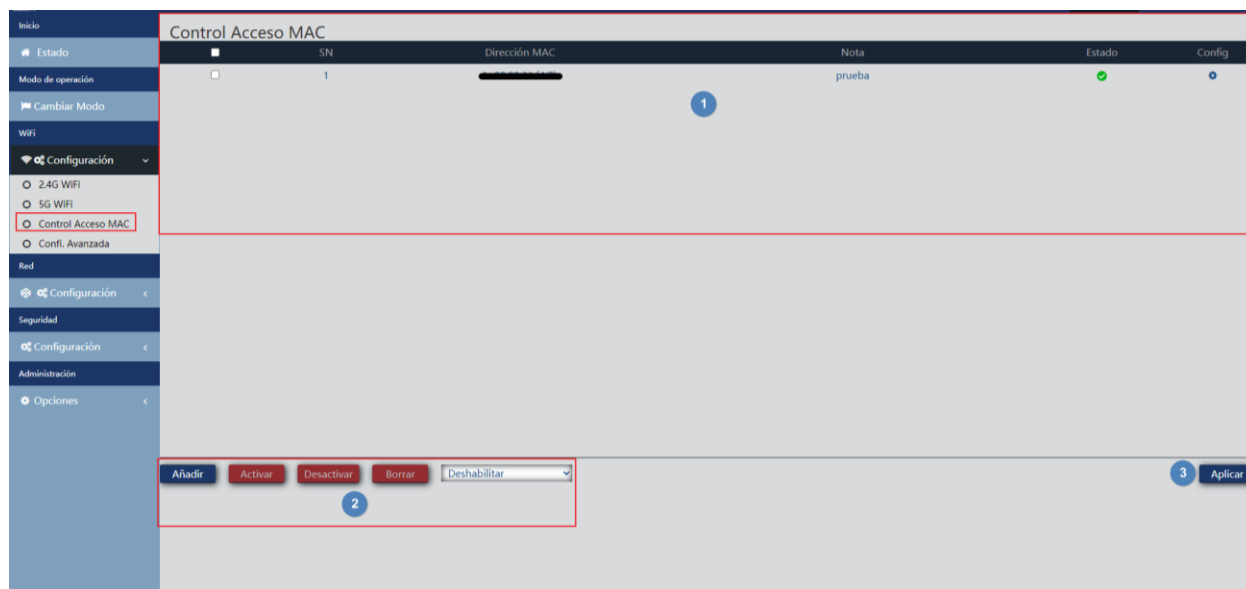 Inicio
Estado
Modo de operación
Cambiar Modo
WiFi
Configuración
2.4G WiFi
5G WiFi
Control Acceso MAC
Confi. Avanzada
Red
Configuración
Seguridad
Configuración
Administración
Opciones
Control Acceso MAC
SN Dirección MAC Nota Estado Config
1 prueba
1
Añadir Activar Desactivar Borrar Deshabilitar
2
3 Aplicar